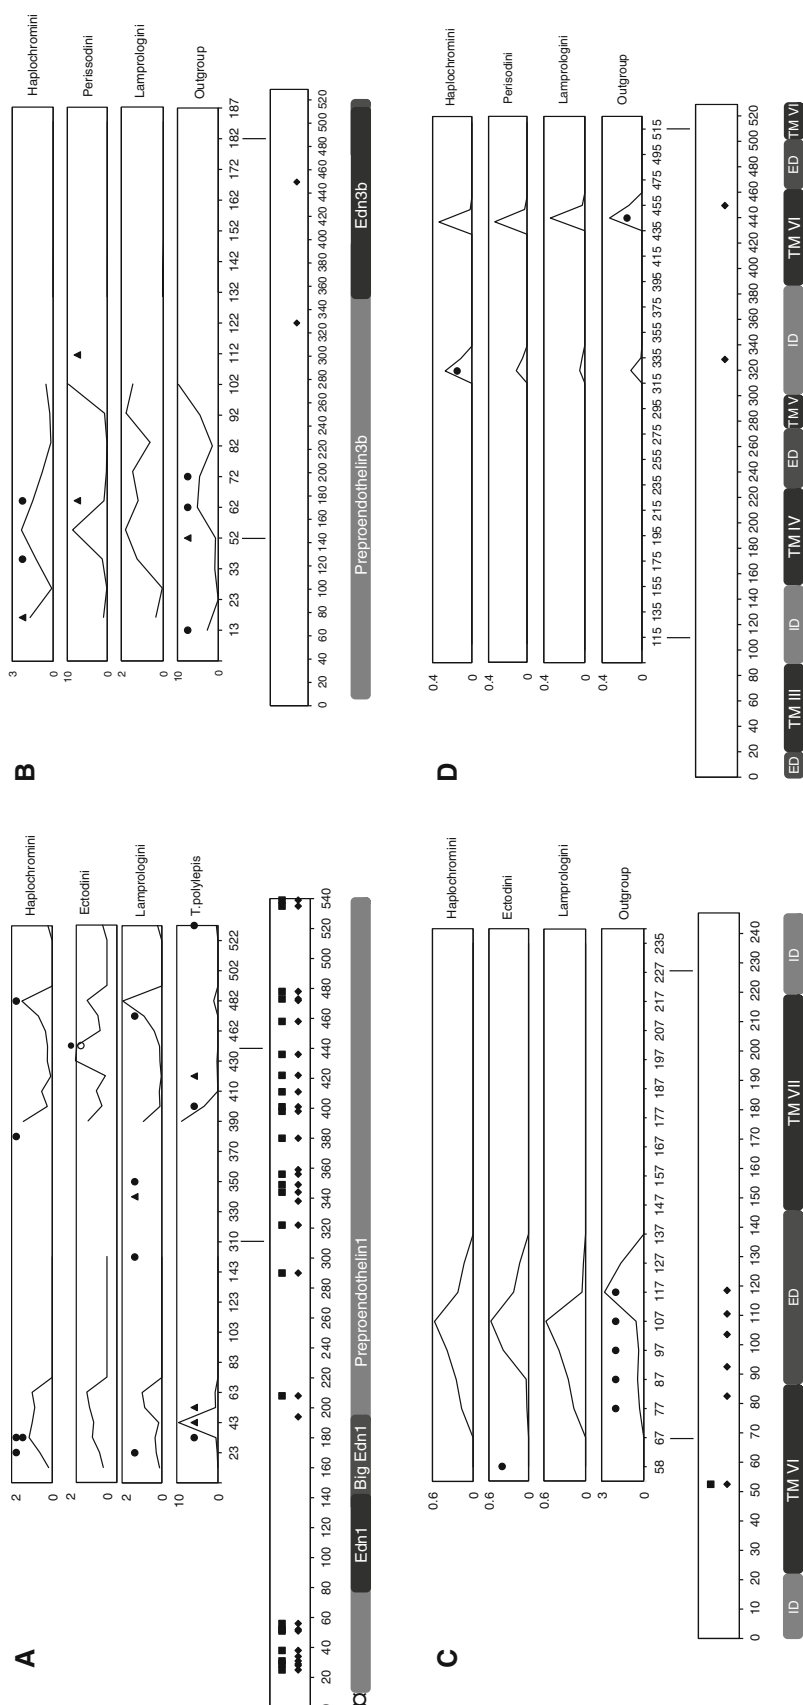 A
2
0
Haplochromini
2
0
Ectodini
2
0
Lamprologini
10
0
T.polylepis
23 43 63 83 103 123 143 310 330 350 370 390 410 430 462 482 502 522
20 40 60 80 100 120 140 160 180 200 220 240 260 280 290 300 320 340 360 380 400 420 440 460 480 500 520 540
Edn1 Big Edn1 Preproendothelin1
B
3
0
Haplochromini
10
0
Perissodini
2
0
Lamprologini
10
0
Outgroup
13 23 33 52 62 72 82 92 102 112 122 132 142 152 162 172 182 187
0 20 40 60 80 100 120 140 160 180 200 220 240 260 280 300 320 340 360 380 400 420 440 460 480 500 520
Preproendothelin3b Edn3b
C
0.6
0
Haplochromini
0.6
0
Ectodini
0.6
0
Lamprologini
3
0
Outgroup
58 67 77 87 97 107 117 127 137 147 157 167 177 187 197 207 217 227 235
0 10 20 30 40 50 60 70 80 90 100 110 120 130 140 150 160 170 180 190 200 210 220 230 240
ID TM VI ED TM VII ID
D
0.4
0
Haplochromini
0.4
0
Perisodini
0.4
0
Lamprologini
0.4
0
Outgroup
115 135 155 175 195 215 235 255 275 295 315 335 355 375 395 415 435 455 475 495 515
0 20 40 60 80 100 120 140 160 180 200 220 240 260 280 300 320 340 360 380 400 420 440 460 480 500 520
ED TM III ID TM IV ED TM V ID TM VI ED TM VI